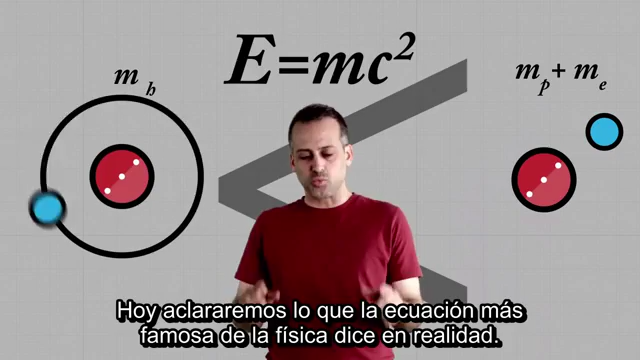 E=mc²
m_h
m_p + m_e
Hoy aclararemos lo que la ecuación más
famosa de la física dice en realidad.